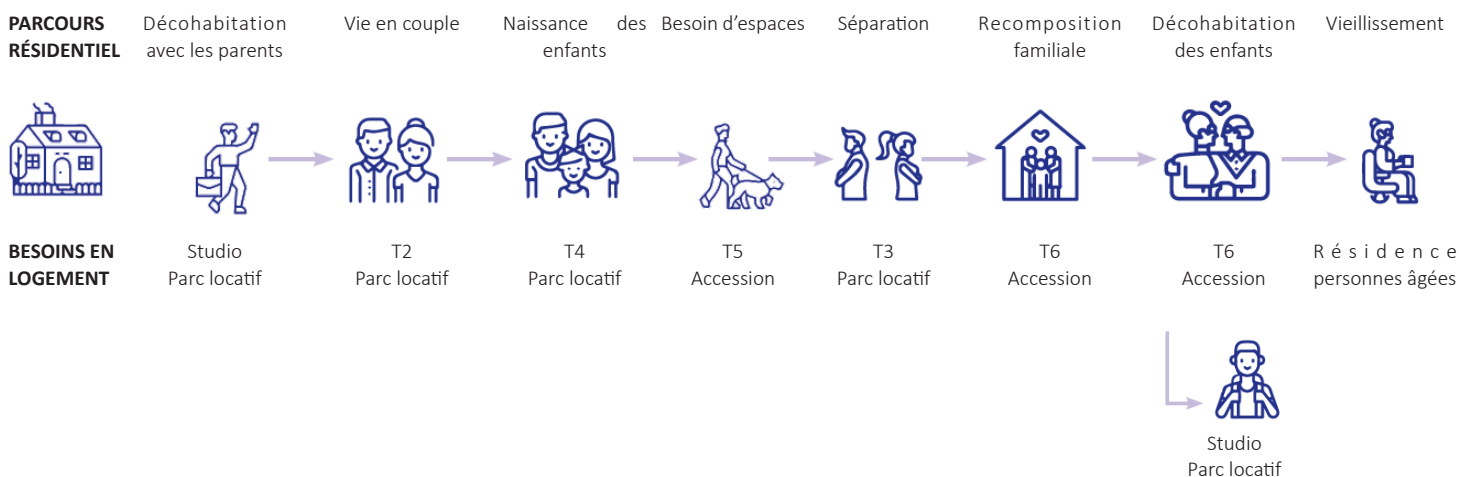 PARCOURS RÉSIDENTIEL
Décohabitation avec les parents
Vie en couple
Naissance des enfants
Besoin d’espaces
Séparation
Recomposition familiale
Décohabitation des enfants
Vieillissement
BESOINS EN LOGEMENT
Studio
Parc locatif
T2
Parc locatif
T4
Parc locatif
T5
Accession
T3
Parc locatif
T6
Accession
T6
Accession
Résidence personnes âgées
Studio
Parc locatif